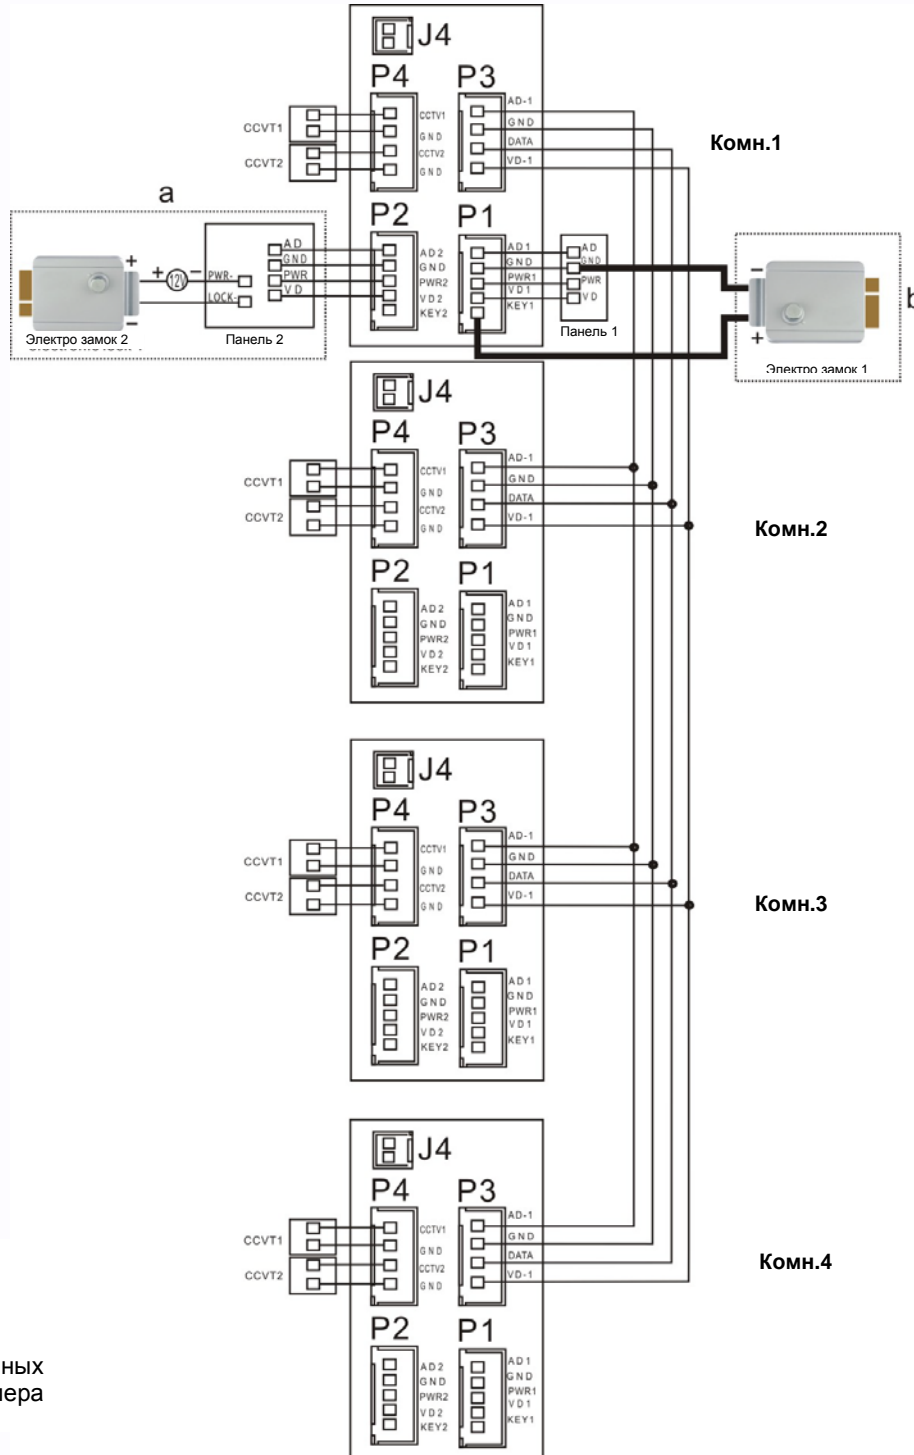 J4
P4
P3
CCVT1
CCVT2
CCTV1
GND
CCTV2
GND
AD-1
GND
DATA
VD-1
Комн.1
a
P2
P1
+
+ 12V -
-
PWR-
LOCK-
AD
GND
PWR
VD
AD2
GND
PWR2
VD2
KEY2
AD1
GND
PWR1
VD1
KEY1
AD
GND
PWR
VD
-
+
b
Электро замок 2
Панель 2
Панель 1
Электро замок 1
J4
P4
P3
CCVT1
CCVT2
CCTV1
GND
CCTV2
GND
AD-1
GND
DATA
VD-1
Комн.2
P2
P1
AD2
GND
PWR2
VD2
KEY2
AD1
GND
PWR1
VD1
KEY1
J4
P4
P3
CCVT1
CCVT2
CCTV1
GND
CCTV2
GND
AD-1
GND
DATA
VD-1
Комн.3
P2
P1
AD2
GND
PWR2
VD2
KEY2
AD1
GND
PWR1
VD1
KEY1
J4
P4
P3
CCVT1
CCVT2
CCTV1
GND
CCTV2
GND
AD-1
GND
DATA
VD-1
Комн.4
P2
P1
AD2
GND
PWR2
VD2
KEY2
AD1
GND
PWR1
VD1
KEY1
ных